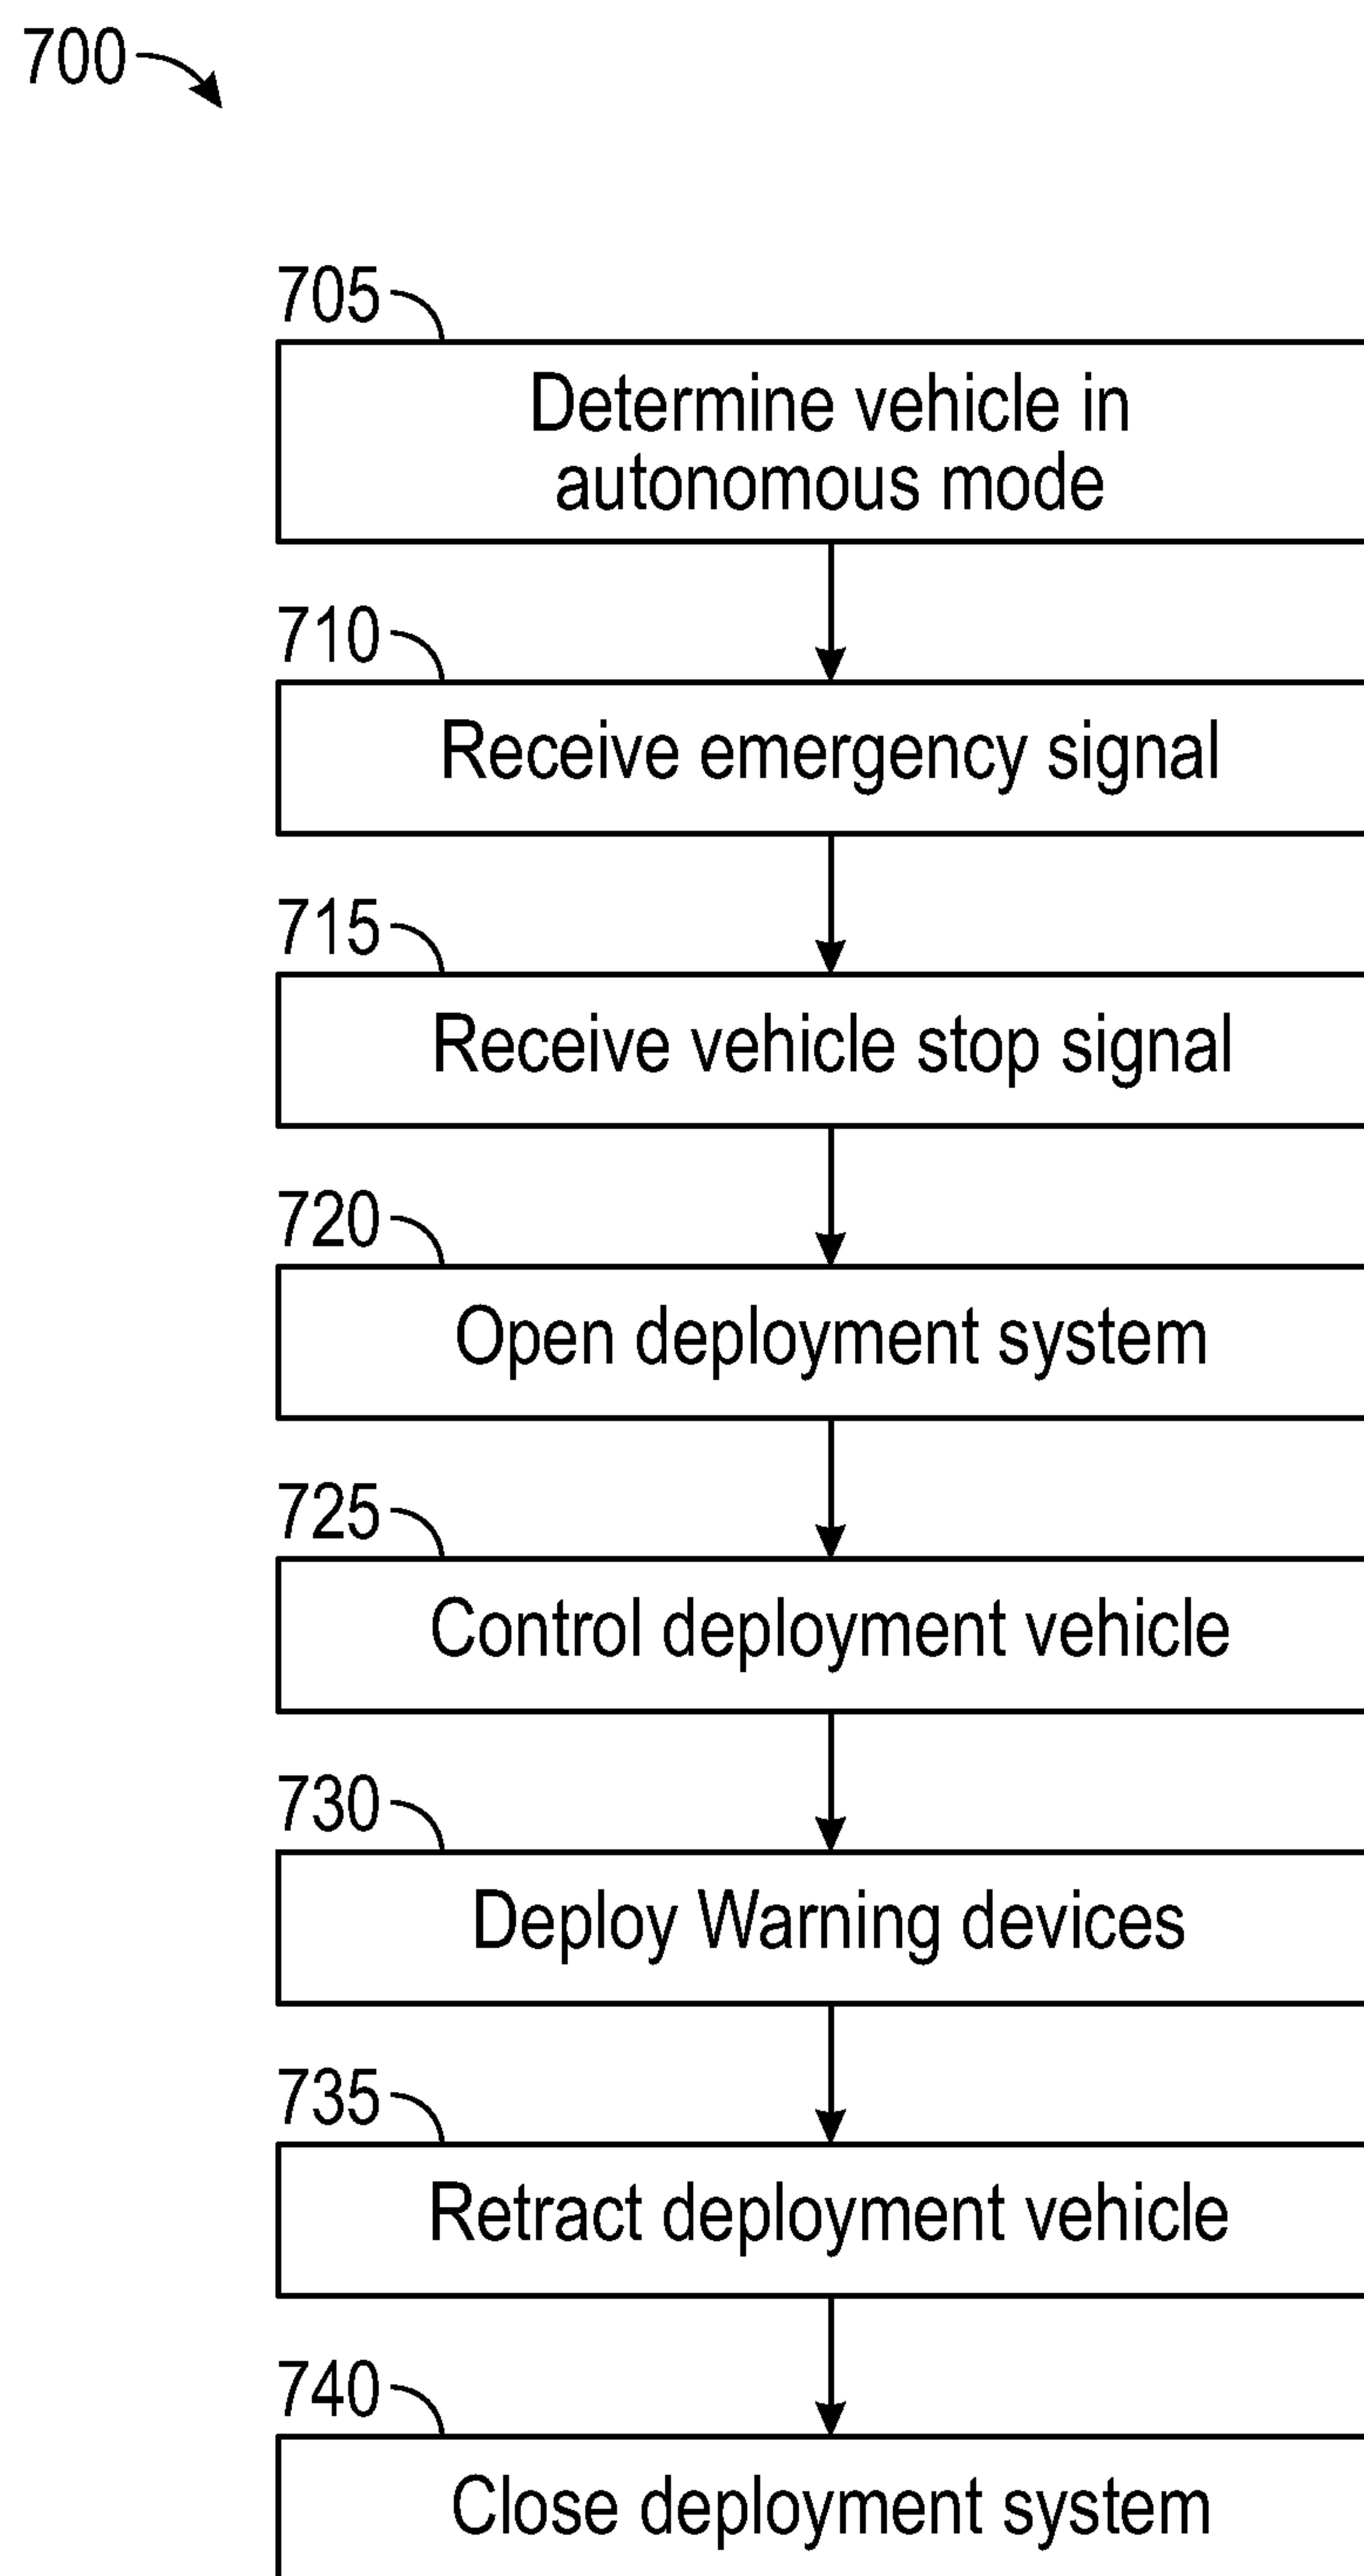 700
705
Determine vehicle in
autonomous mode
710
Receive emergency signal
715
Receive vehicle stop signal
720
Open deployment system
725
Control deployment vehicle
730
Deploy Warning devices
735
Retract deployment vehicle
740
Close deployment system